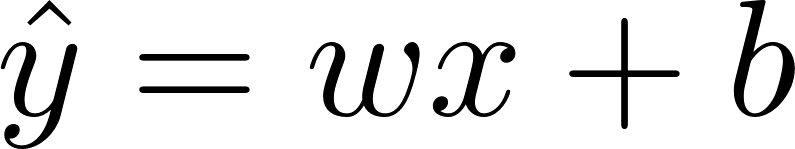 ŷ = wx + b